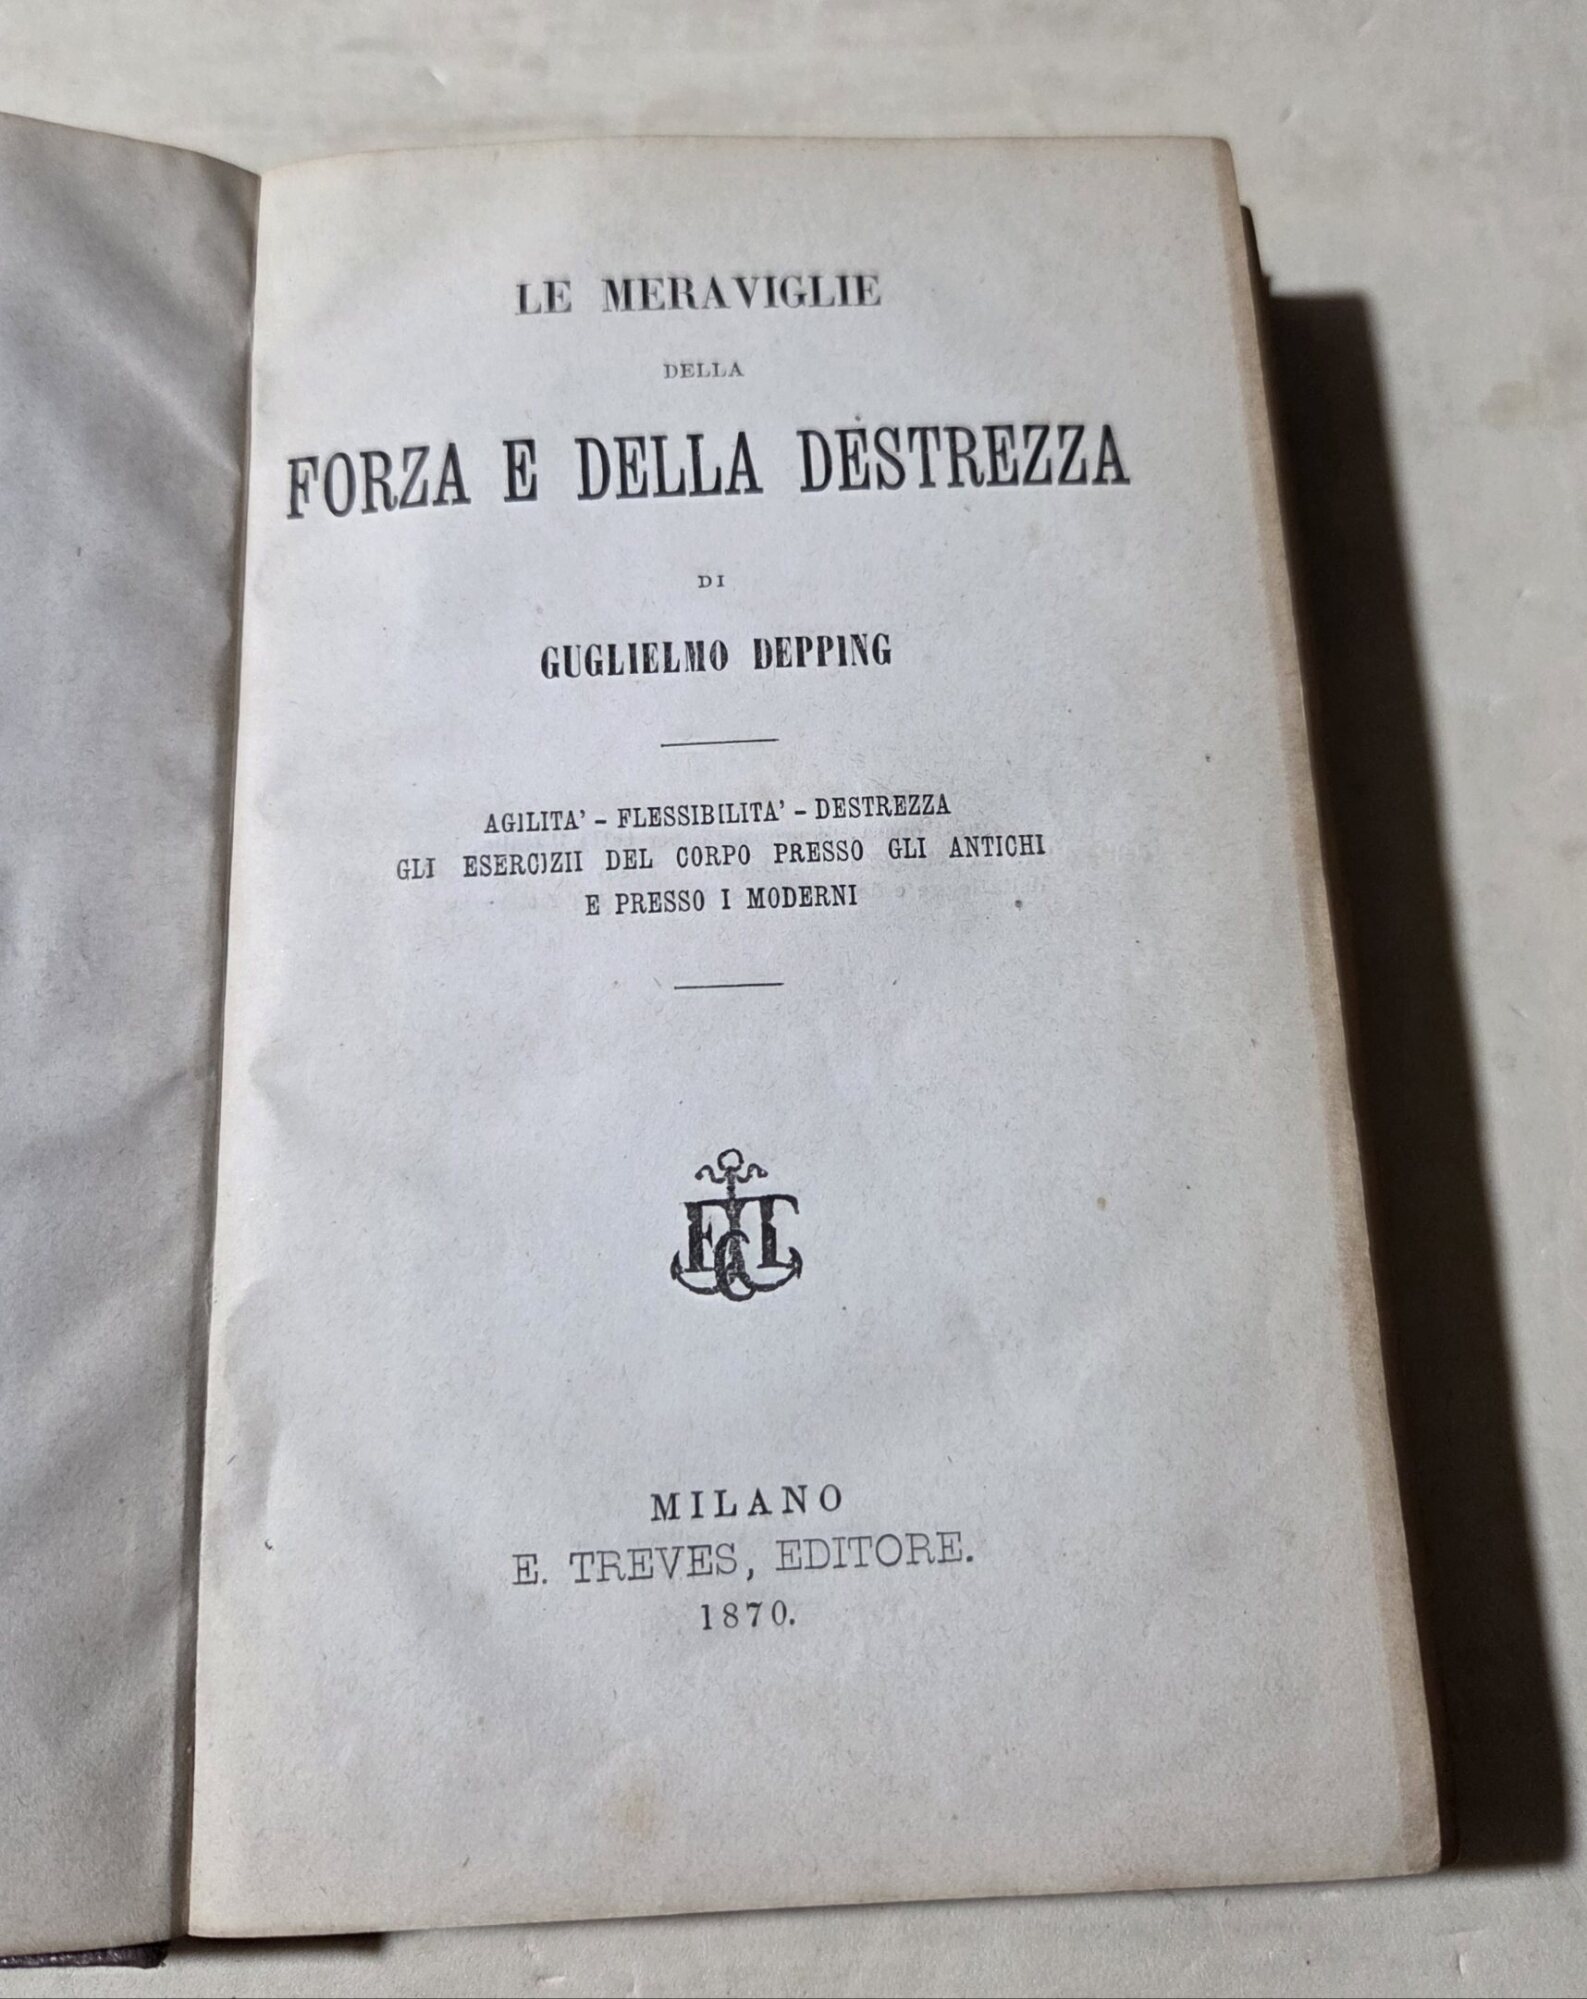 LE MERAVIGLIE
DELLA
FORZA E DELLA DESTREZZA
DI
GUGLIELMO DEPPING
AGILITA' - FLESSIBILITA' - DESTREZZA
GLI ESERCIZII DEL CORPO PRESSO GLI ANTICHI
E PRESSO I MODERNI
ECT
MILANO
E. TREVES, EDITORE.
1870.